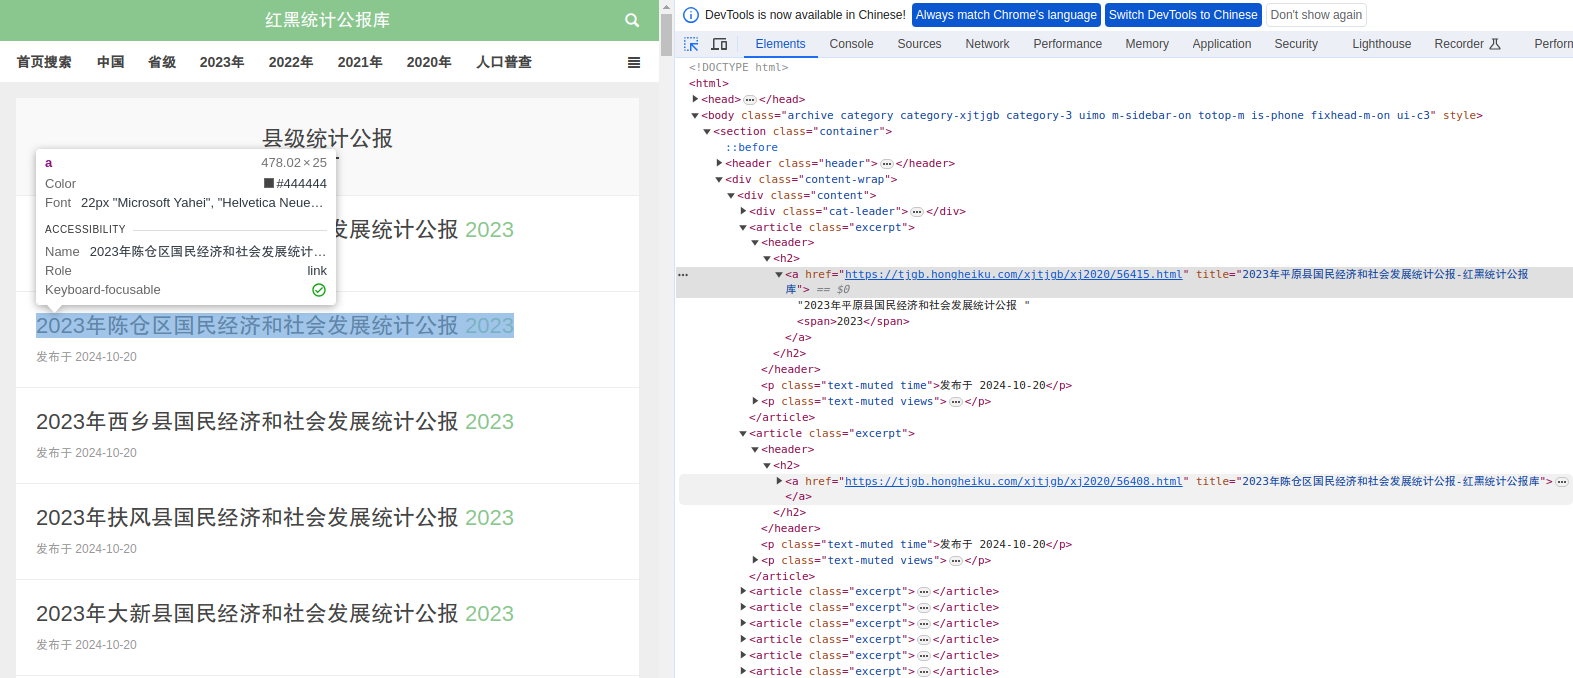 红黑统计公报库
首页搜索 中国 省级 2023年 2022年 2021年 2020年 人口普查
县级统计公报
a 478.02 × 25
Color #444444
Font 22px "Microsoft Yahei", "Helvetica Neue…
ACCESSIBILITY
Name 2023年陈仓区国民经济和社会发展统计…
Role link
Keyboard-focusable
发展统计公报 2023
2023年陈仓区国民经济和社会发展统计公报 2023
发布于 2024-10-20
2023年西乡县国民经济和社会发展统计公报 2023
发布于 2024-10-20
2023年扶风县国民经济和社会发展统计公报 2023
发布于 2024-10-20
2023年大新县国民经济和社会发展统计公报 2023
发布于 2024-10-20
DevTools is now available in Chinese! Always match Chrome's language Switch DevTools to Chinese Don't show again
Elements Console Sources Network Performance Memory Application Security Lighthouse Recorder Perform
<!DOCTYPE html>
<html>
<head> ••• </head>
<body class="archive category category-xjtjgb category-3 uimo m-sidebar-on totop-m is-phone fixhead-m-on ui-c3" style>
<section class="container">
::before
<header class="header"> ••• </header>
<div class="content-wrap">
<div class="content">
<div class="cat-leader"> ••• </div>
<article class="excerpt">
<header>
<h2>
••• <a href="https://tjgb.hongheiku.com/xjtjgb/xj2020/56415.html" title="2023年平原县国民经济和社会发展统计公报-红黑统计公报
库"> == $0
"2023年平原县国民经济和社会发展统计公报 "
<span>2023</span>
</a>
</h2>
</header>
<p class="text-muted time">发布于 2024-10-20</p>
<p class="text-muted views"> ••• </p>
</article>
<article class="excerpt">
<header>
<h2>
<a href="https://tjgb.hongheiku.com/xjtjgb/xj2020/56408.html" title="2023年陈仓区国民经济和社会发展统计公报-红黑统计公报库"> •••
</a>
</h2>
</header>
<p class="text-muted time">发布于 2024-10-20</p>
<p class="text-muted views"> ••• </p>
</article>
<article class="excerpt"> ••• </article>
<article class="excerpt"> ••• </article>
<article class="excerpt"> ••• </article>
<article class="excerpt"> ••• </article>
<article class="excerpt"> ••• </article>
<article class="excerpt"> ••• </article>